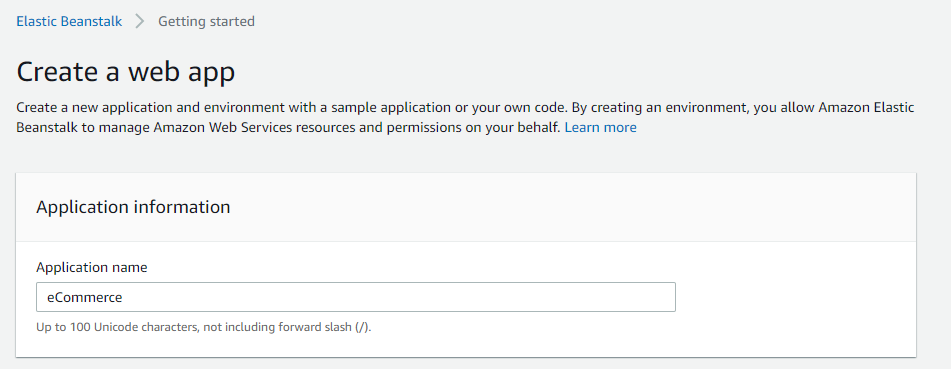 Elastic Beanstalk > Getting started
Create a web app
Create a new application and environment with a sample application or your own code. By creating an environment, you allow Amazon Elastic
Beanstalk to manage Amazon Web Services resources and permissions on your behalf. Learn more
Application information
Application name
eCommerce
Up to 100 Unicode characters, not including forward slash (/).